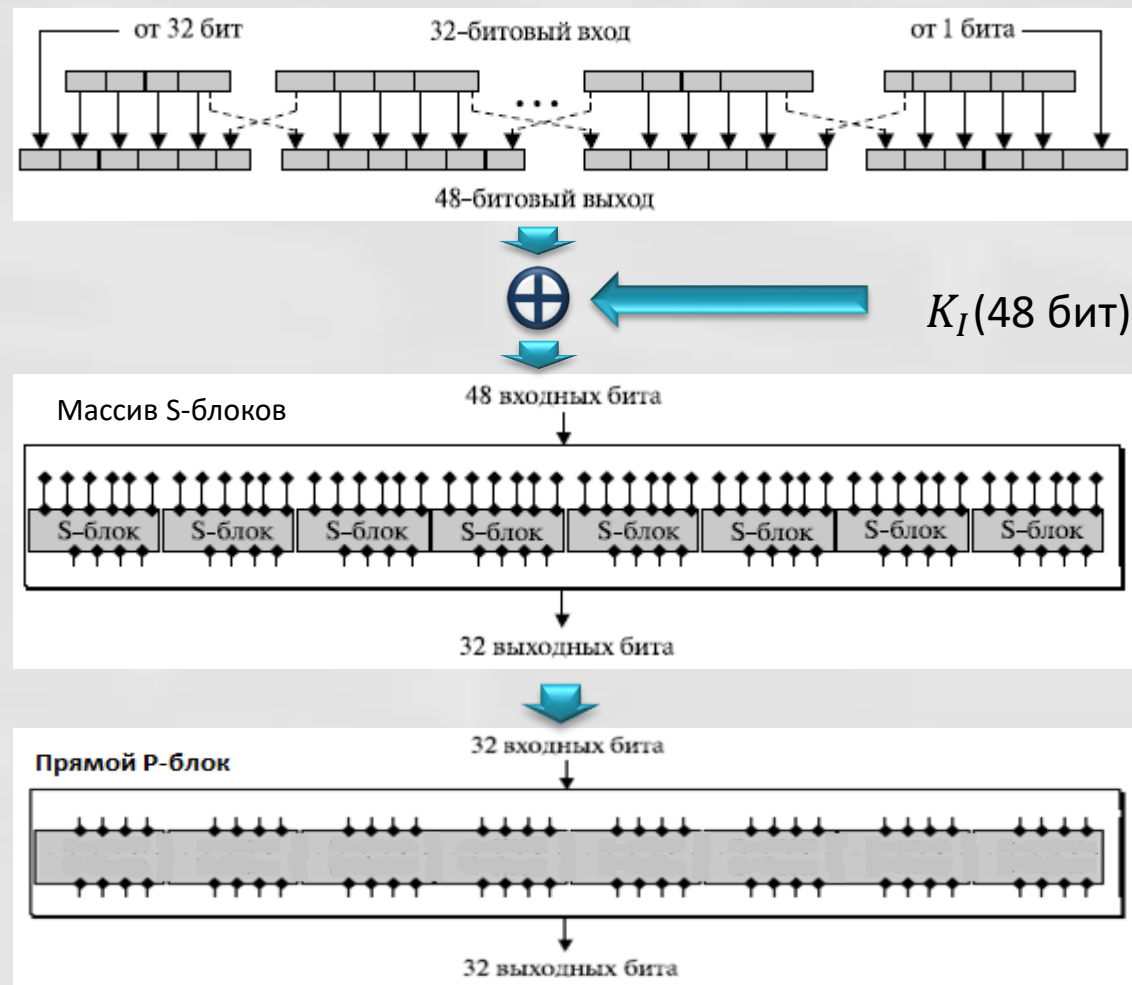 от 32 бит 32-битовый вход от 1 бита
...
48-битовый выход
K_I(48 бит)
48 входных бита
Массив S-блоков
S-блок S-блок S-блок S-блок S-блок S-блок S-блок S-блок
32 выходных бита
32 входных бита
Прямой P-блок
32 выходных бита